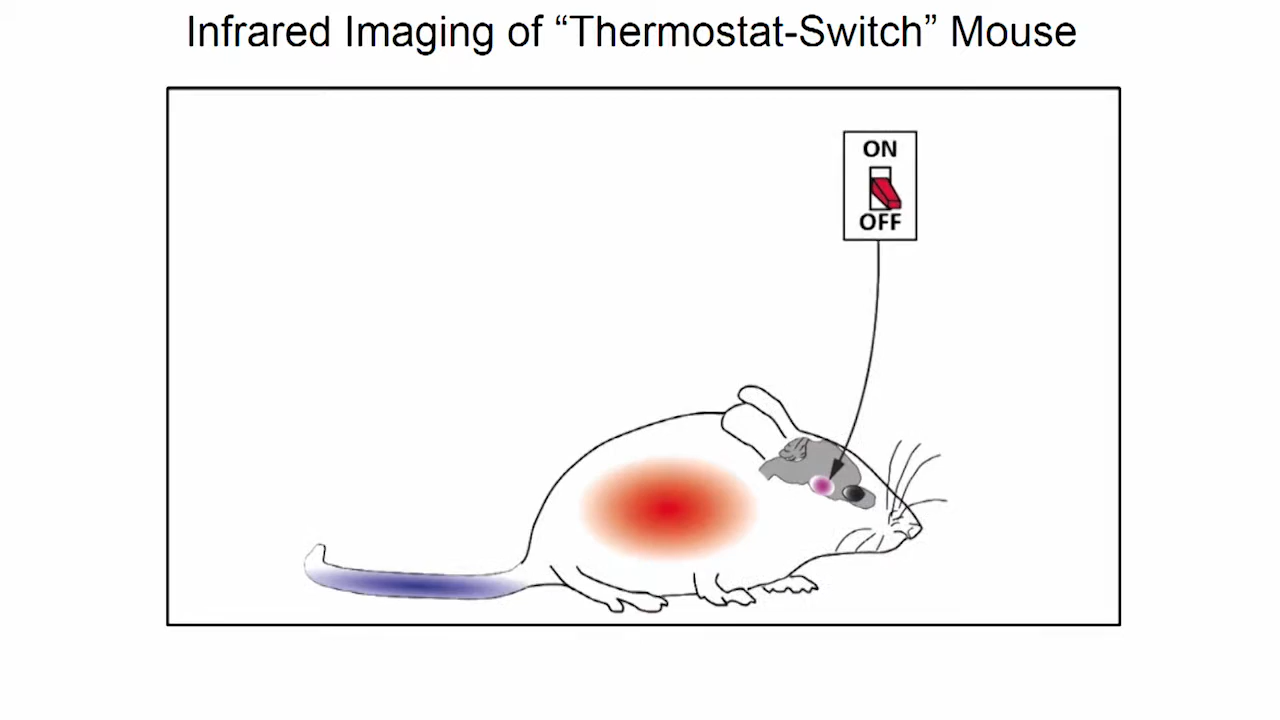 Infrared Imaging of “Thermostat-Switch” Mouse
ON
OFF